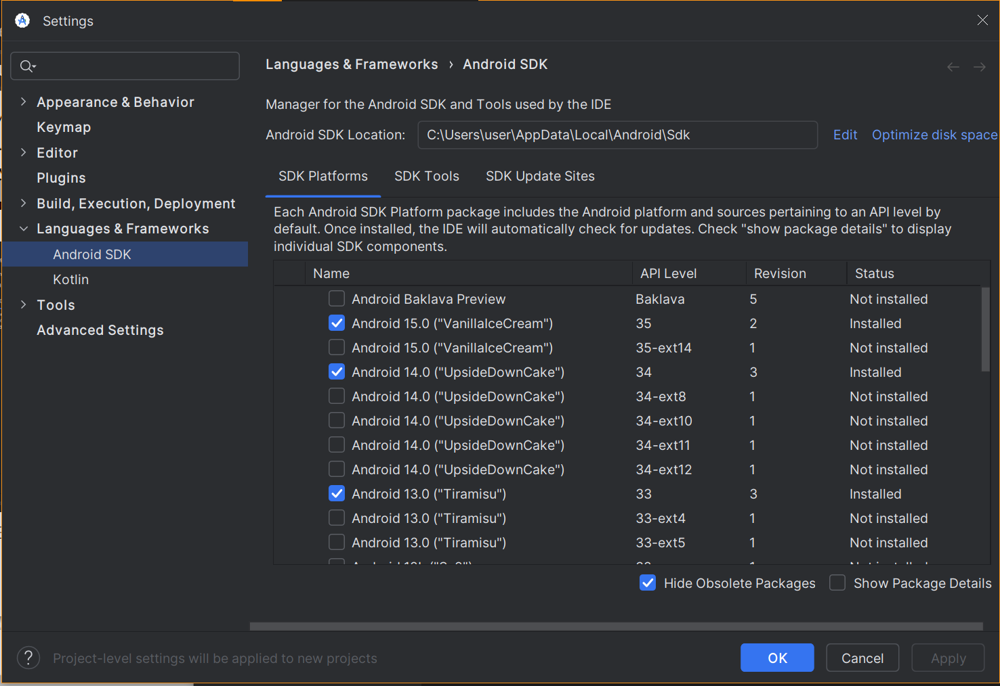 Settings
Appearance & Behavior
Keymap
Editor
Plugins
Build, Execution, Deployment
Languages & Frameworks
Android SDK
Kotlin
Tools
Advanced Settings
Languages & Frameworks › Android SDK
Manager for the Android SDK and Tools used by the IDE
Android SDK Location: C:\Users\user\AppData\Local\Android\Sdk Edit Optimize disk space
SDK Platforms SDK Tools SDK Update Sites
Each Android SDK Platform package includes the Android platform and sources pertaining to an API level by
default. Once installed, the IDE will automatically check for updates. Check "show package details" to display
individual SDK components.
Name API Level Revision Status
Android Baklava Preview Baklava 5 Not installed
Android 15.0 ("VanillaIceCream") 35 2 Installed
Android 15.0 ("VanillaIceCream") 35-ext14 1 Not installed
Android 14.0 ("UpsideDownCake") 34 3 Installed
Android 14.0 ("UpsideDownCake") 34-ext8 1 Not installed
Android 14.0 ("UpsideDownCake") 34-ext10 1 Not installed
Android 14.0 ("UpsideDownCake") 34-ext11 1 Not installed
Android 14.0 ("UpsideDownCake") 34-ext12 1 Not installed
Android 13.0 ("Tiramisu") 33 3 Installed
Android 13.0 ("Tiramisu") 33-ext4 1 Not installed
Android 13.0 ("Tiramisu") 33-ext5 1 Not installed
Hide Obsolete Packages Show Package Details
? Project-level settings will be applied to new projects
OK Cancel Apply